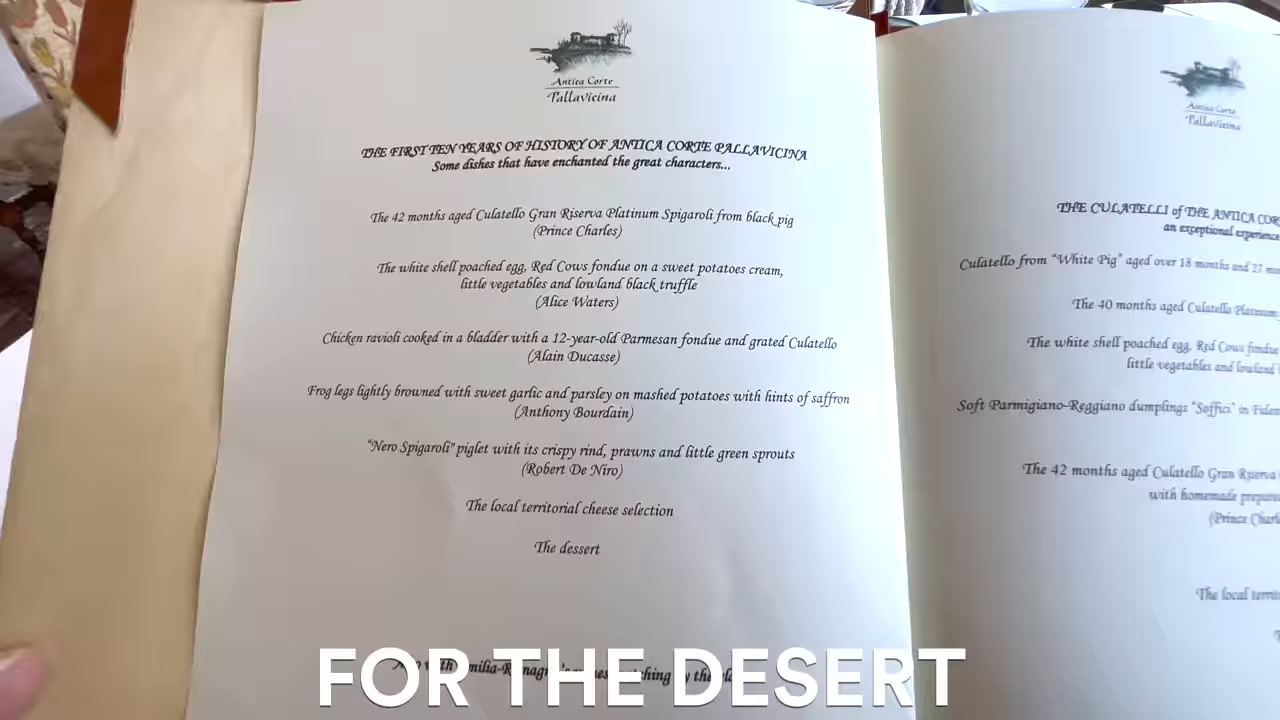 Antica Corte
Pallavicina
THE FIRST TEN YEARS OF HISTORY OF ANTICA CORTE PALLAVICINA
Some dishes that have enchanted the great characters...
The 42 months aged Culatello Gran Riserva Platinum Spigaroli from black pig
(Prince Charles)
The white shell poached egg, Red Cows fondue on a sweet potatoes cream,
little vegetables and lowland black truffle
(Alice Waters)
Chicken ravioli cooked in a bladder with a 12-year-old Parmesan fondue and grated Culatello
(Alain Ducasse)
Frog legs lightly browned with sweet garlic and parsley on mashed potatoes with hints of saffron
(Anthony Bourdain)
"Nero Spigaroli" piglet with its crispy rind, prawns and little green sprouts
(Robert De Niro)
The local territorial cheese selection
The dessert
FOR THE DESERT
Antica Corte
Pallavicina
THE CULATELLI of THE ANTICA
an exceptional experience
Culatello from "White Pig" aged over 18 months and 27
The 40 months aged Culatello Platinum
The white shell poached egg, Red Cows fondue
little vegetables and lowland
Soft Parmigiano-Reggiano dumplings "Soffici" in
The 42 months aged Culatello Gran Riserva
with homemade
(Prince
The local